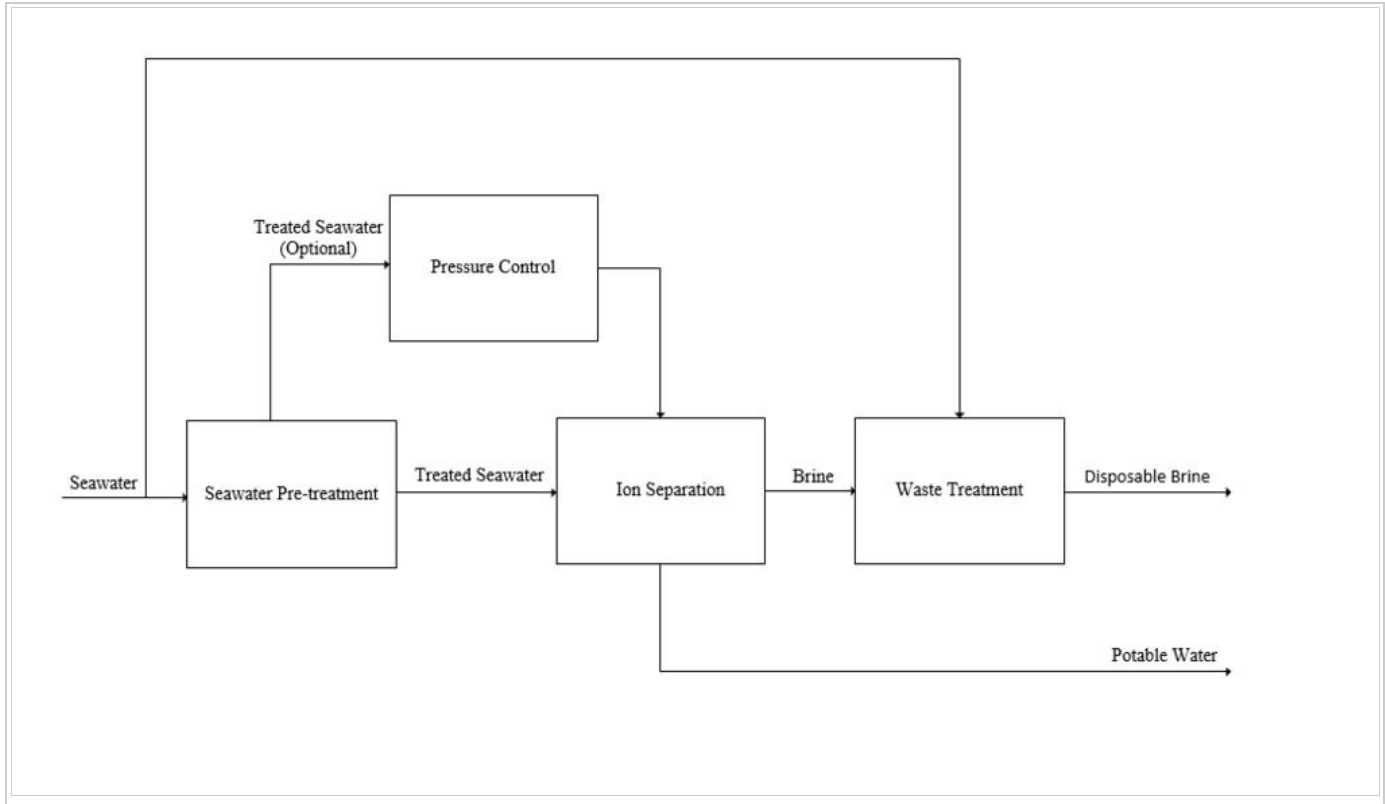 Treated Seawater
(Optional)
Pressure Control
Seawater
Seawater Pre-treatment
Treated Seawater
Ion Separation
Brine
Waste Treatment
Disposable Brine
Potable Water